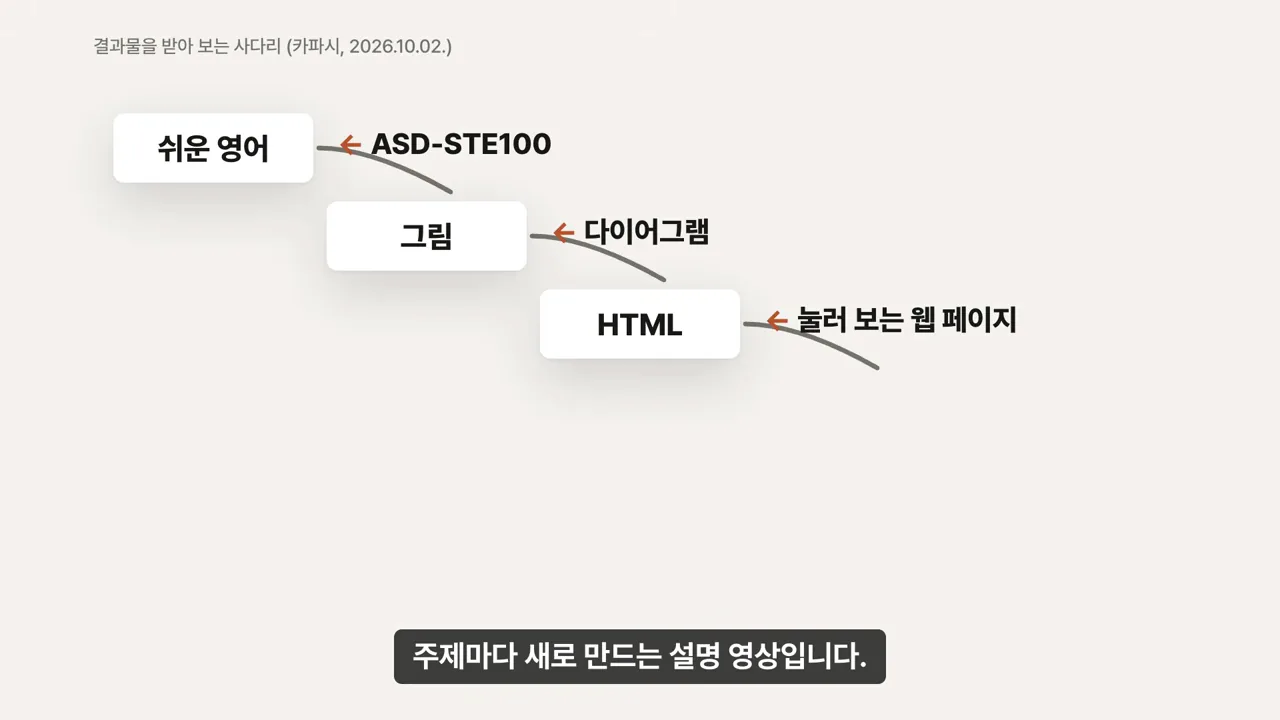 결과물을 받아 보는 사다리 (카파시, 2026.10.02.)
쉬운 영어
← ASD-STE100
그림
← 다이어그램
HTML
← 눌러 보는 웹 페이지
주제마다 새로 만드는 설명 영상입니다.